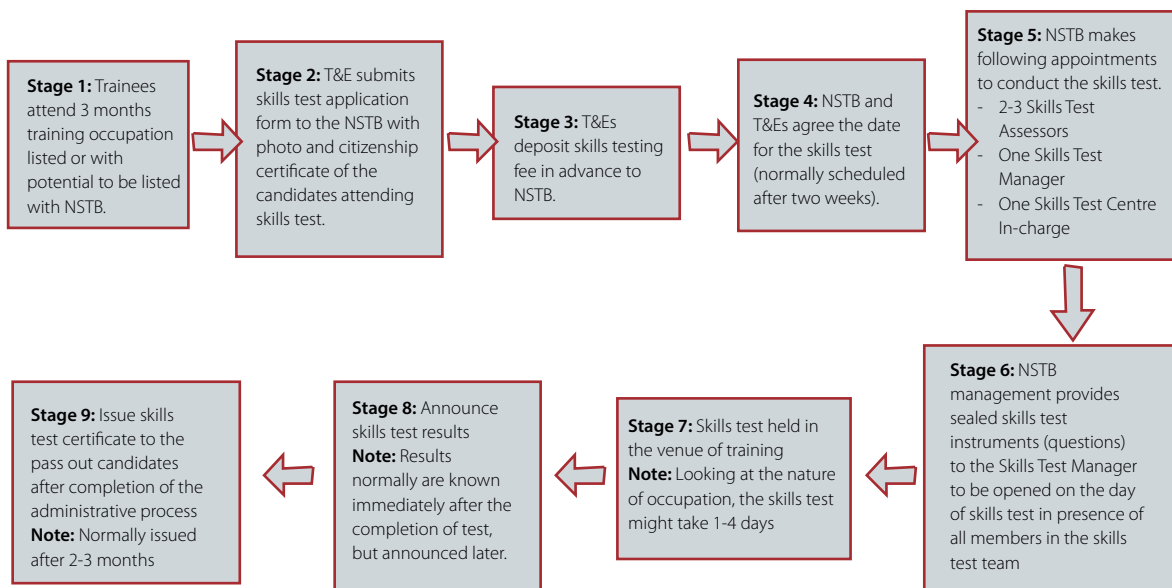 Stage 1: Trainees
attend 3 months
training occupation
listed or with
potential to be listed
with NSTB.
Stage 2: T&E submits
skills test application
form to the NSTB with
photo and citizenship
certificate of the
candidates attending
skills test.
Stage 3: T&Es
deposit skills testing
fee in advance to
NSTB.
Stage 4: NSTB and
T&Es agree the date
for the skills test
(normally scheduled
after two weeks).
Stage 5: NSTB makes
following appointments
to conduct the skills test.
- 2-3 Skills Test
Assessors
- One Skills Test
Manager
- One Skills Test Centre
In-charge
Stage 6: NSTB
management provides
sealed skills test
instruments (questions)
to the Skills Test Manager
to be opened on the day
of skills test in presence of
all members in the skills
test team
Stage 7: Skills test held in
the venue of training
Note: Looking at the nature
of occupation, the skills test
might take 1-4 days
Stage 8: Announce
skills test results
Note: Results
normally are known
immediately after the
completion of test,
but announced later.
Stage 9: Issue skills
test certificate to the
pass out candidates
after completion of the
administrative process
Note: Normally issued
after 2-3 months